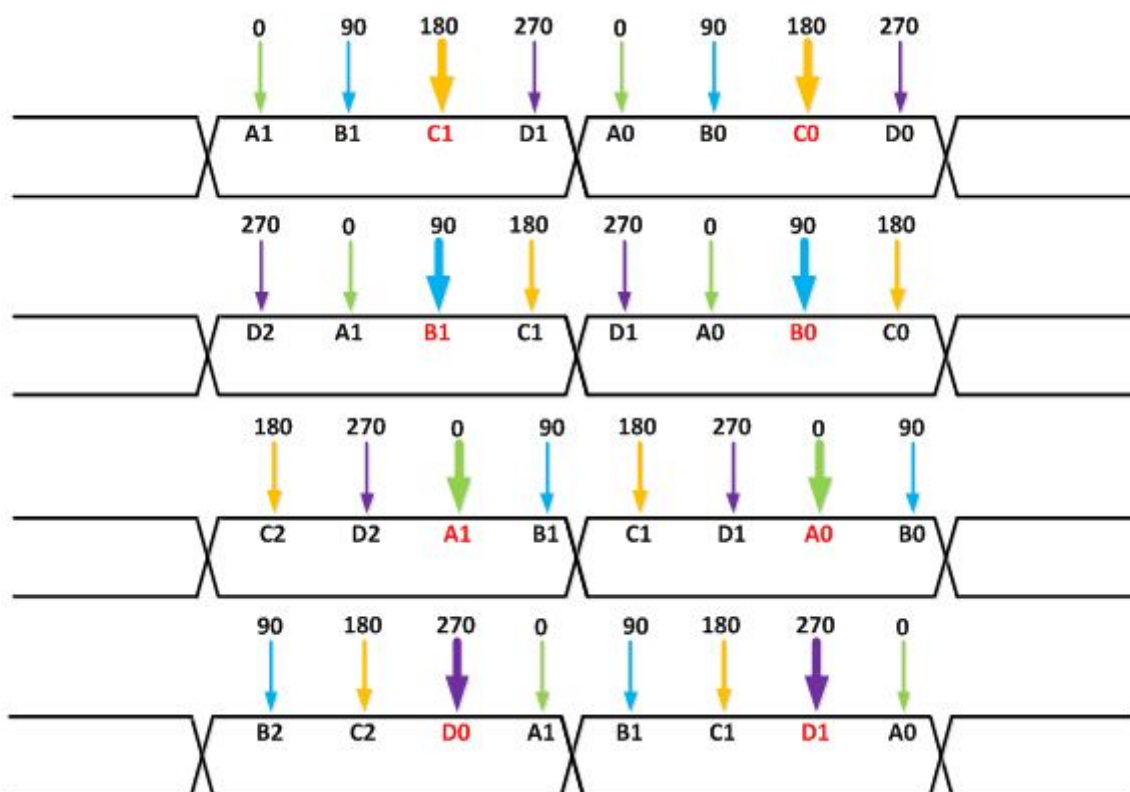 0 90 180 270 0 90 180 270
A1 B1 C1 D1 A0 B0 C0 D0
270 0 90 180 270 0 90 180
D2 A1 B1 C1 D1 A0 B0 C0
180 270 0 90 180 270 0 90
C2 D2 A1 B1 C1 D1 A0 B0
90 180 270 0 90 180 270 0
B2 C2 D0 A1 B1 C1 D1 A0